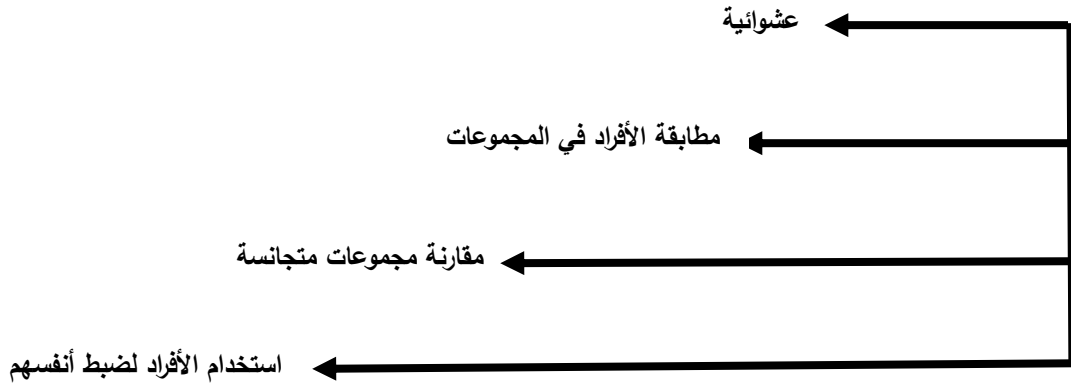 عشوائية
مطابقة الأفراد في المجموعات
مقارنة مجموعات متجانسة
استخدام الأفراد لضبط أنفسهم